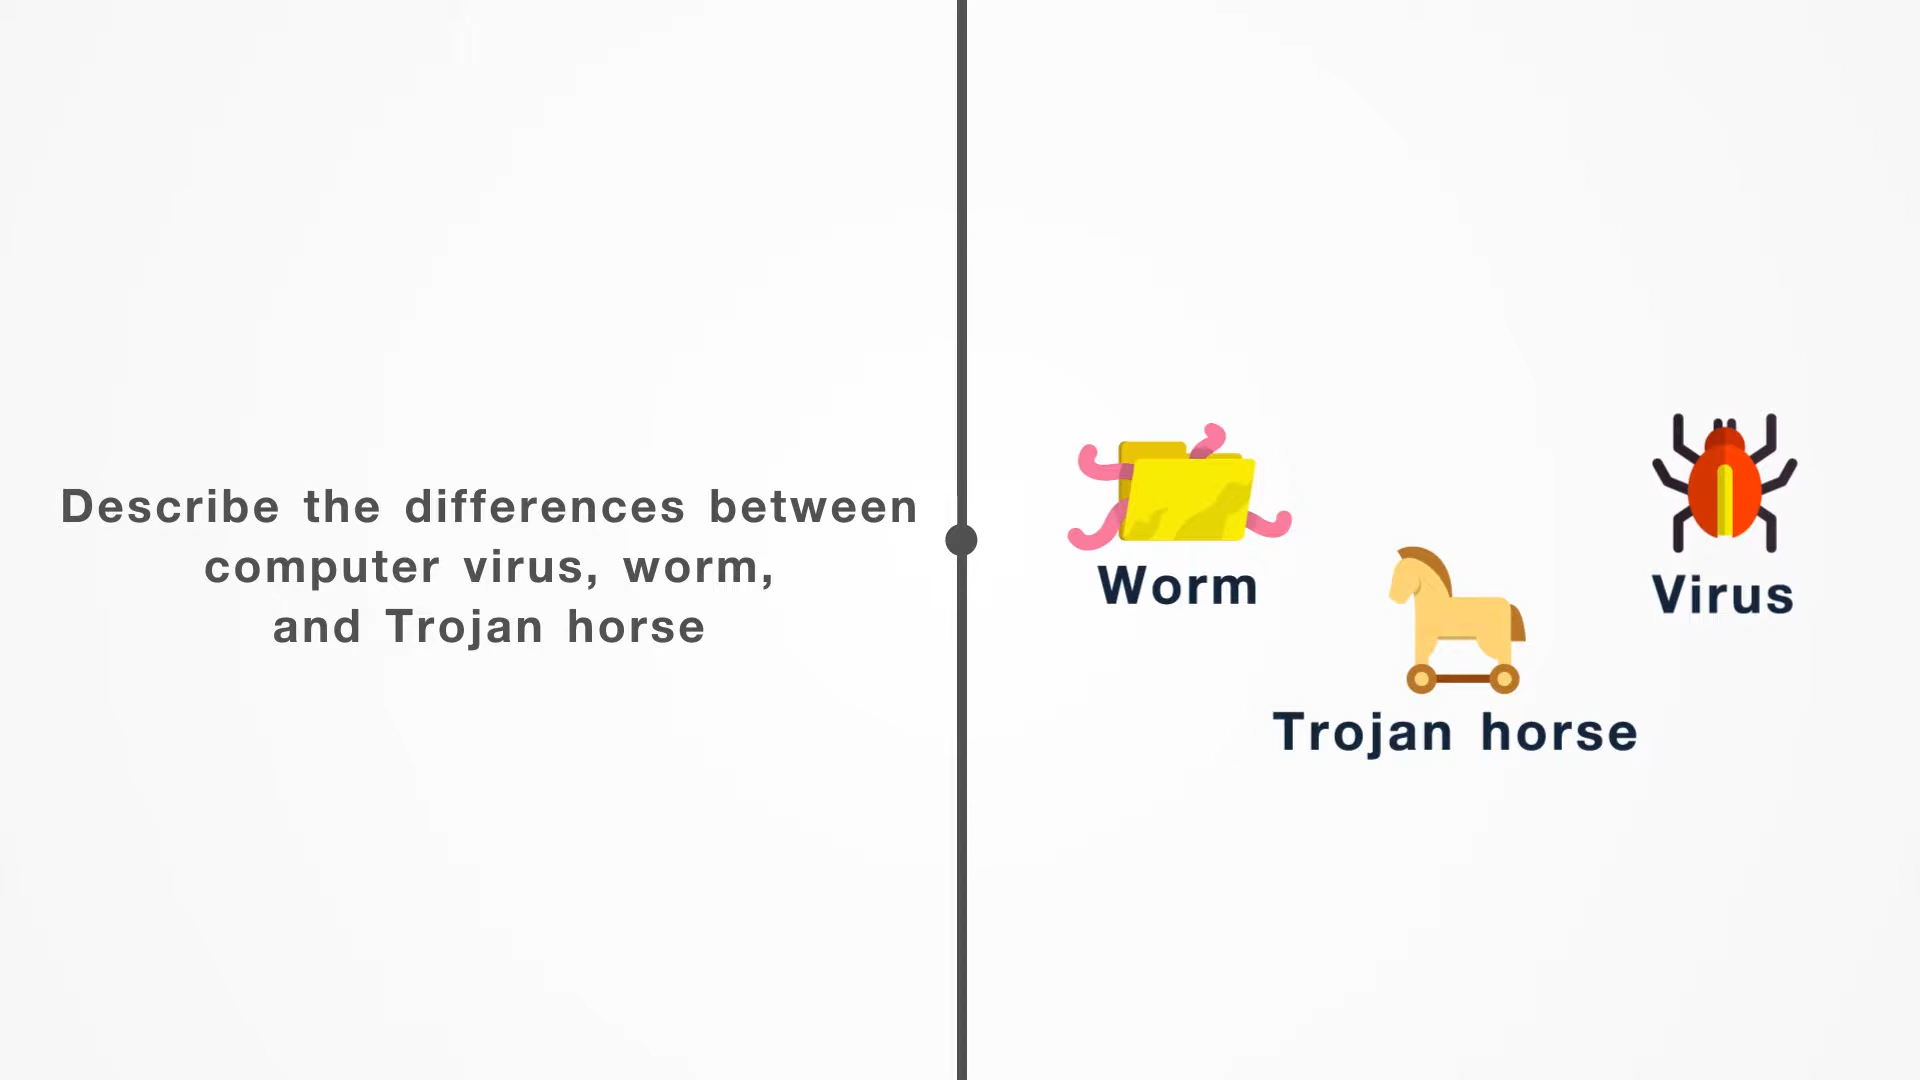 Describe the differences between
computer virus, worm,
and Trojan horse
Worm
Virus
Trojan horse